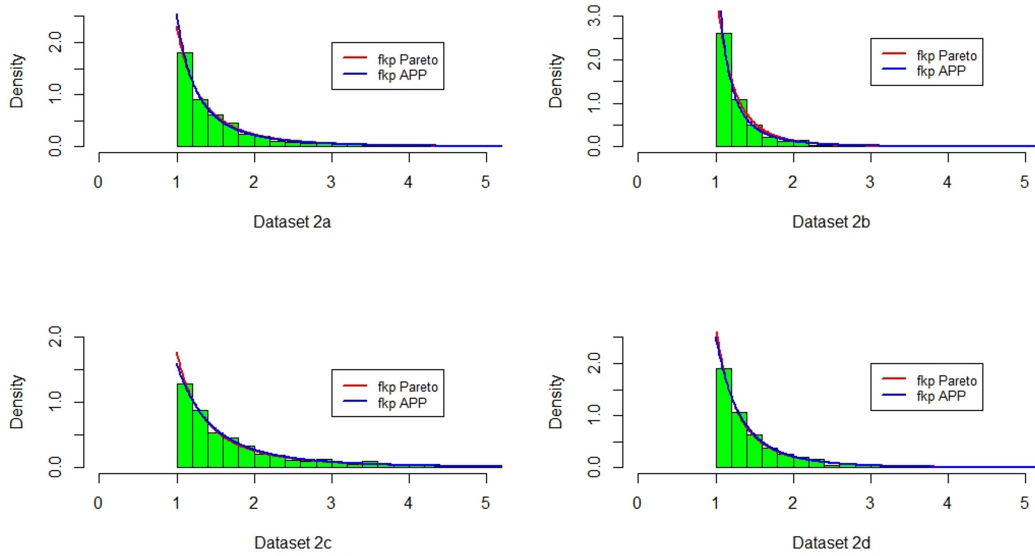 Density
2.0
1.0
0.0
fkp Pareto
fkp APP
0 1 2 3 4 5
Dataset 2a
Density
3.0
2.0
1.0
0.0
fkp Pareto
fkp APP
0 1 2 3 4 5
Dataset 2b
Density
2.0
1.0
0.0
fkp Pareto
fkp APP
0 1 2 3 4 5
Dataset 2c
Density
2.0
1.0
0.0
fkp Pareto
fkp APP
0 1 2 3 4 5
Dataset 2d